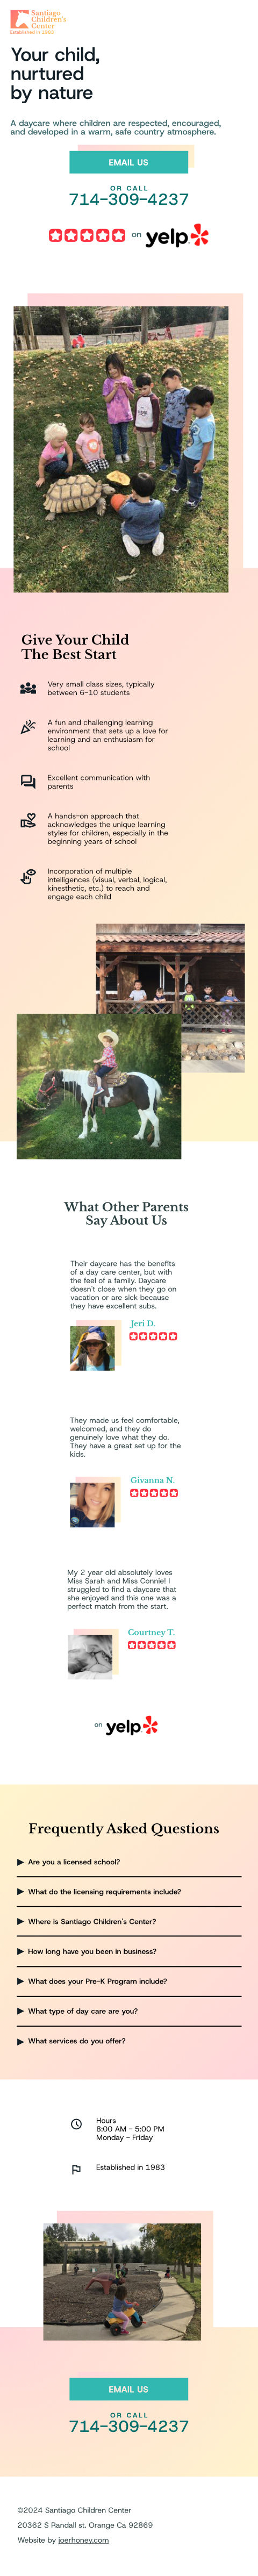 Santiago
Children's
Center
Established in 1983
Your child,
nurtured
by nature
A daycare where children are respected, encouraged,
and developed in a warm, safe country atmosphere.
EMAIL US
OR CALL
714-309-4237
on yelp
Give Your Child
The Best Start
Very small class sizes, typically
between 6-10 students
A fun and challenging learning
environment that sets up a love for
learning and an enthusiasm for
school
Excellent communication with
parents
A hands-on approach that
acknowledges the unique learning
styles for children, especially in the
beginning years of school
Incorporation of multiple
intelligences (visual, verbal, logical,
kinesthetic, etc.) to reach and
engage each child
What Other Parents
Say About Us
Their daycare has the benefits
of a day care center, but with
the feel of a family. Daycare
doesn't close when they go on
vacation or are sick because
they have excellent subs.
Jeri D.
They made us feel comfortable,
welcomed, and they do
genuinely love what they do.
They have a great set up for the
kids.
Givanna N.
My 2 year old absolutely loves
Miss Sarah and Miss Connie! I
struggled to find a daycare that
she enjoyed and this one was a
perfect match from the start.
Courtney T.
on yelp
Frequently Asked Questions
Are you a licensed school?
What do the licensing requirements include?
Where is Santiago Children's Center?
How long have you been in business?
What does your Pre-K Program include?
What type of day care are you?
What services do you offer?
Hours
8:00 AM - 5:00 PM
Monday - Friday
Established in 1983
EMAIL US
OR CALL
714-309-4237
©2024 Santiago Children Center
20362 S Randall st. Orange Ca 92869
Website by joerhoney.com